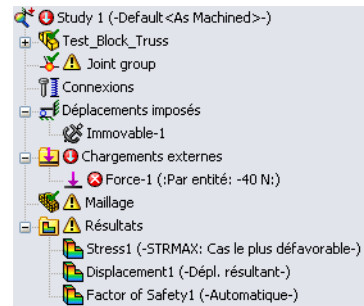 Study 1 (-Default<As Machined>-)
Test_Block_Truss
Joint group
Connexions
Déplacements imposés
Immovable-1
Chargements externes
Force-1 (:Par entité: -40 N:)
Maillage
Résultats
Stress1 (-STRMAX: Cas le plus défavorable-)
Displacement1 (-Dépl. résultant-)
Factor of Safety1 (-Automatique-)